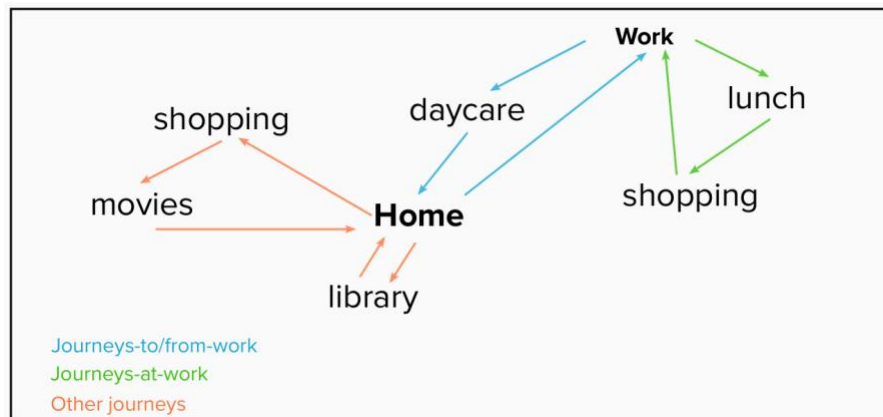 Work
lunch
daycare
shopping
movies
shopping
Home
library
Journeys-to/from-work
Journeys-at-work
Other journeys